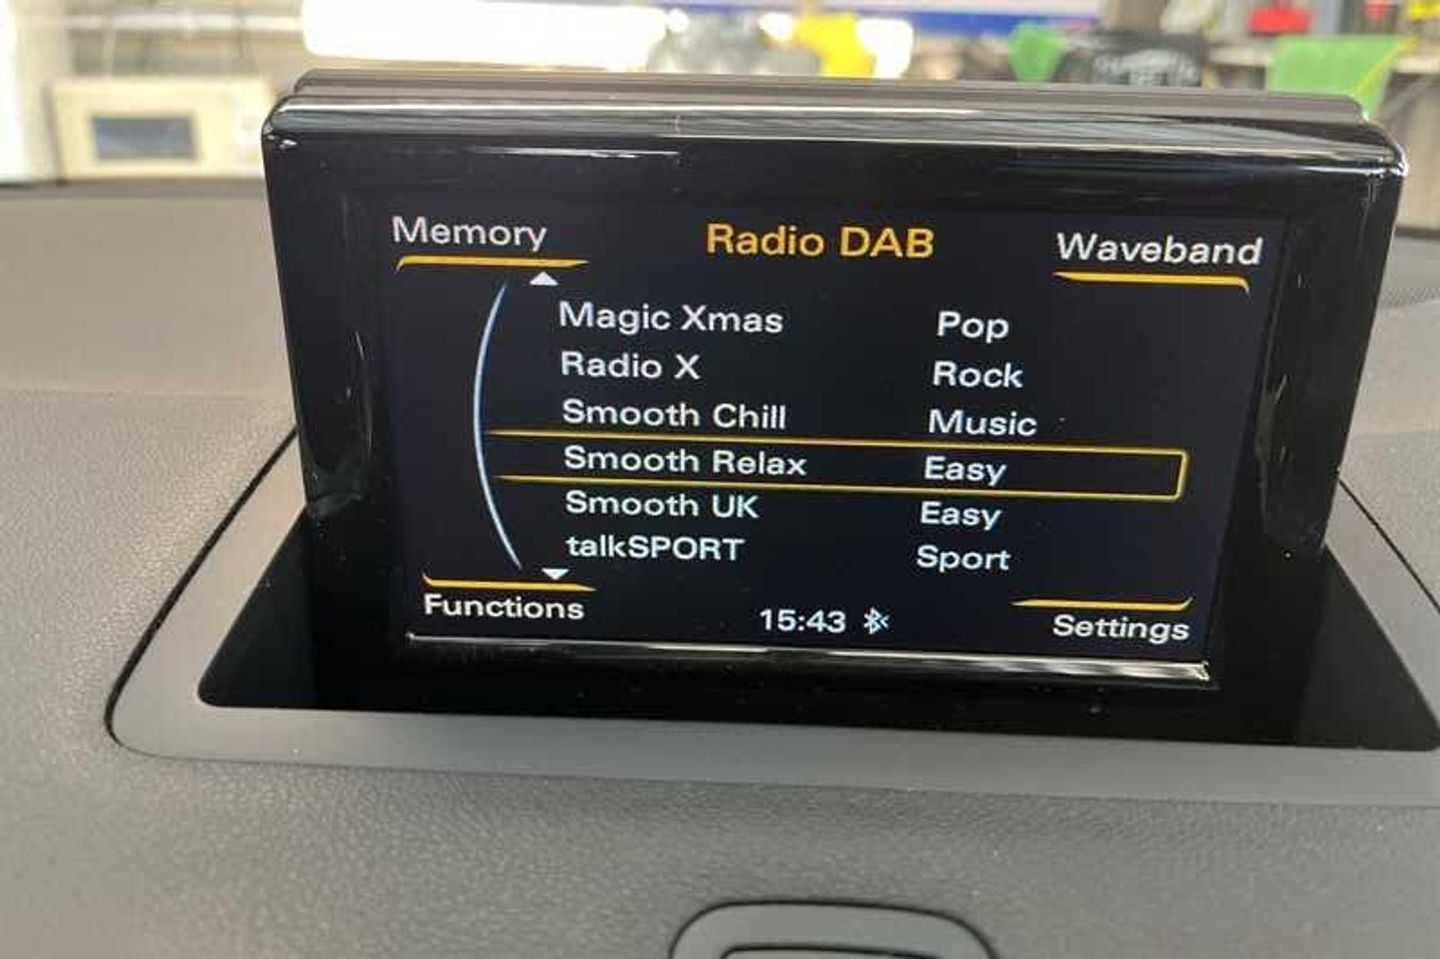 Memory Radio DAB Waveband
Magic Xmas Pop
Radio X Rock
Smooth Chill Music
Smooth Relax Easy
Smooth UK Easy
talkSPORT Sport
Functions 15:43 Settings